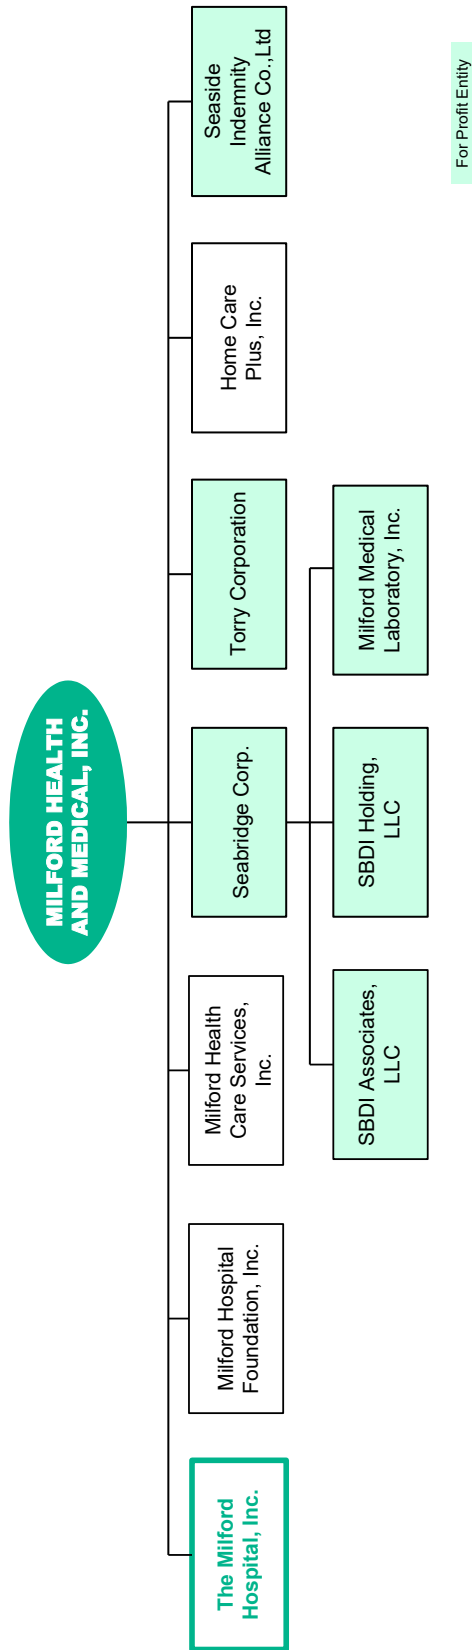 MILFORD HEALTH
AND MEDICAL, INC.
The Milford
Hospital, Inc.
Milford Hospital
Foundation, Inc.
Milford Health
Care Services,
Inc.
Seabridge Corp.
Torry Corporation
Home Care
Plus, Inc.
Seaside
Indemnity
Alliance Co.,Ltd
SBDI Associates,
LLC
SBDI Holding,
LLC
Milford Medical
Laboratory, Inc.
For Profit Entity